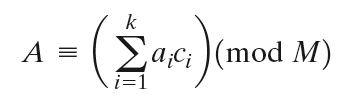 A ≡ (∑_{i=1}^{k} a_i c_i)(mod M)